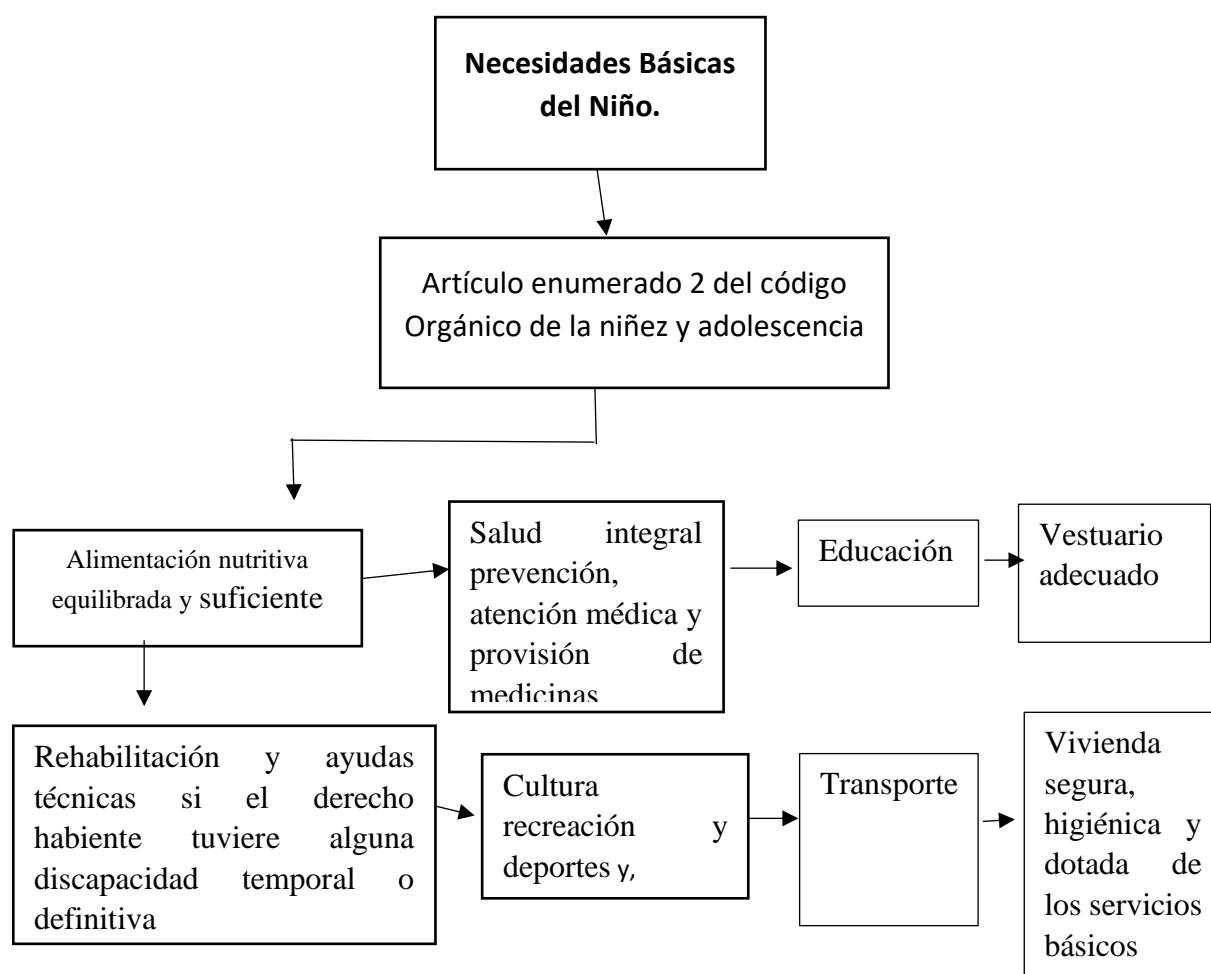 Necesidades Básicas
del Niño.
Artículo enumerado 2 del código
Orgánico de la niñez y adolescencia
Alimentación nutritiva
equilibrada y suficiente
Salud integral
prevención,
atención médica y
provisión de
medicinas
Educación
Vestuario
adecuado
Rehabilitación y ayudas
técnicas si el derecho
habiente tuviere alguna
discapacidad temporal o
definitiva
Cultura
recreación y
deportes y,
Transporte
Vivienda
segura,
higiénica y
dotada de
los servicios
básicos